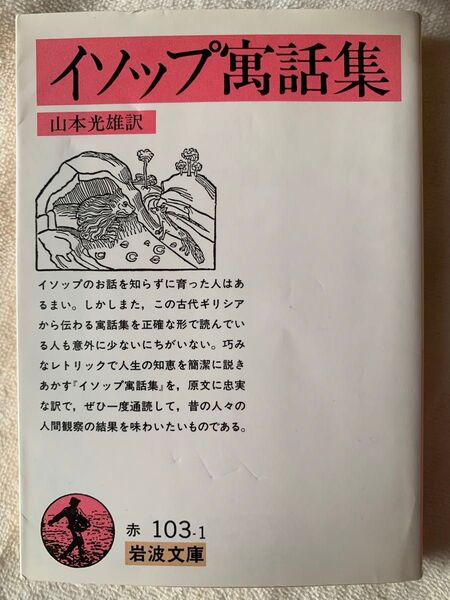 イソップ寓話集
山本光雄訳
イソップのお話を知らずに育った人はあ
るまい。しかしまた，この古代ギリシア
から伝わる寓話集を正確な形で読んでい
る人も意外に少ないにちがいない。巧み
なレトリックで人生の知恵を簡潔に説き
あかす『イソップ寓話集』を，原文に忠実
な訳で，ぜひ一度通読して，昔の人々の
人間観察の結果を味わいたいものである。
赤 103-1
岩波文庫